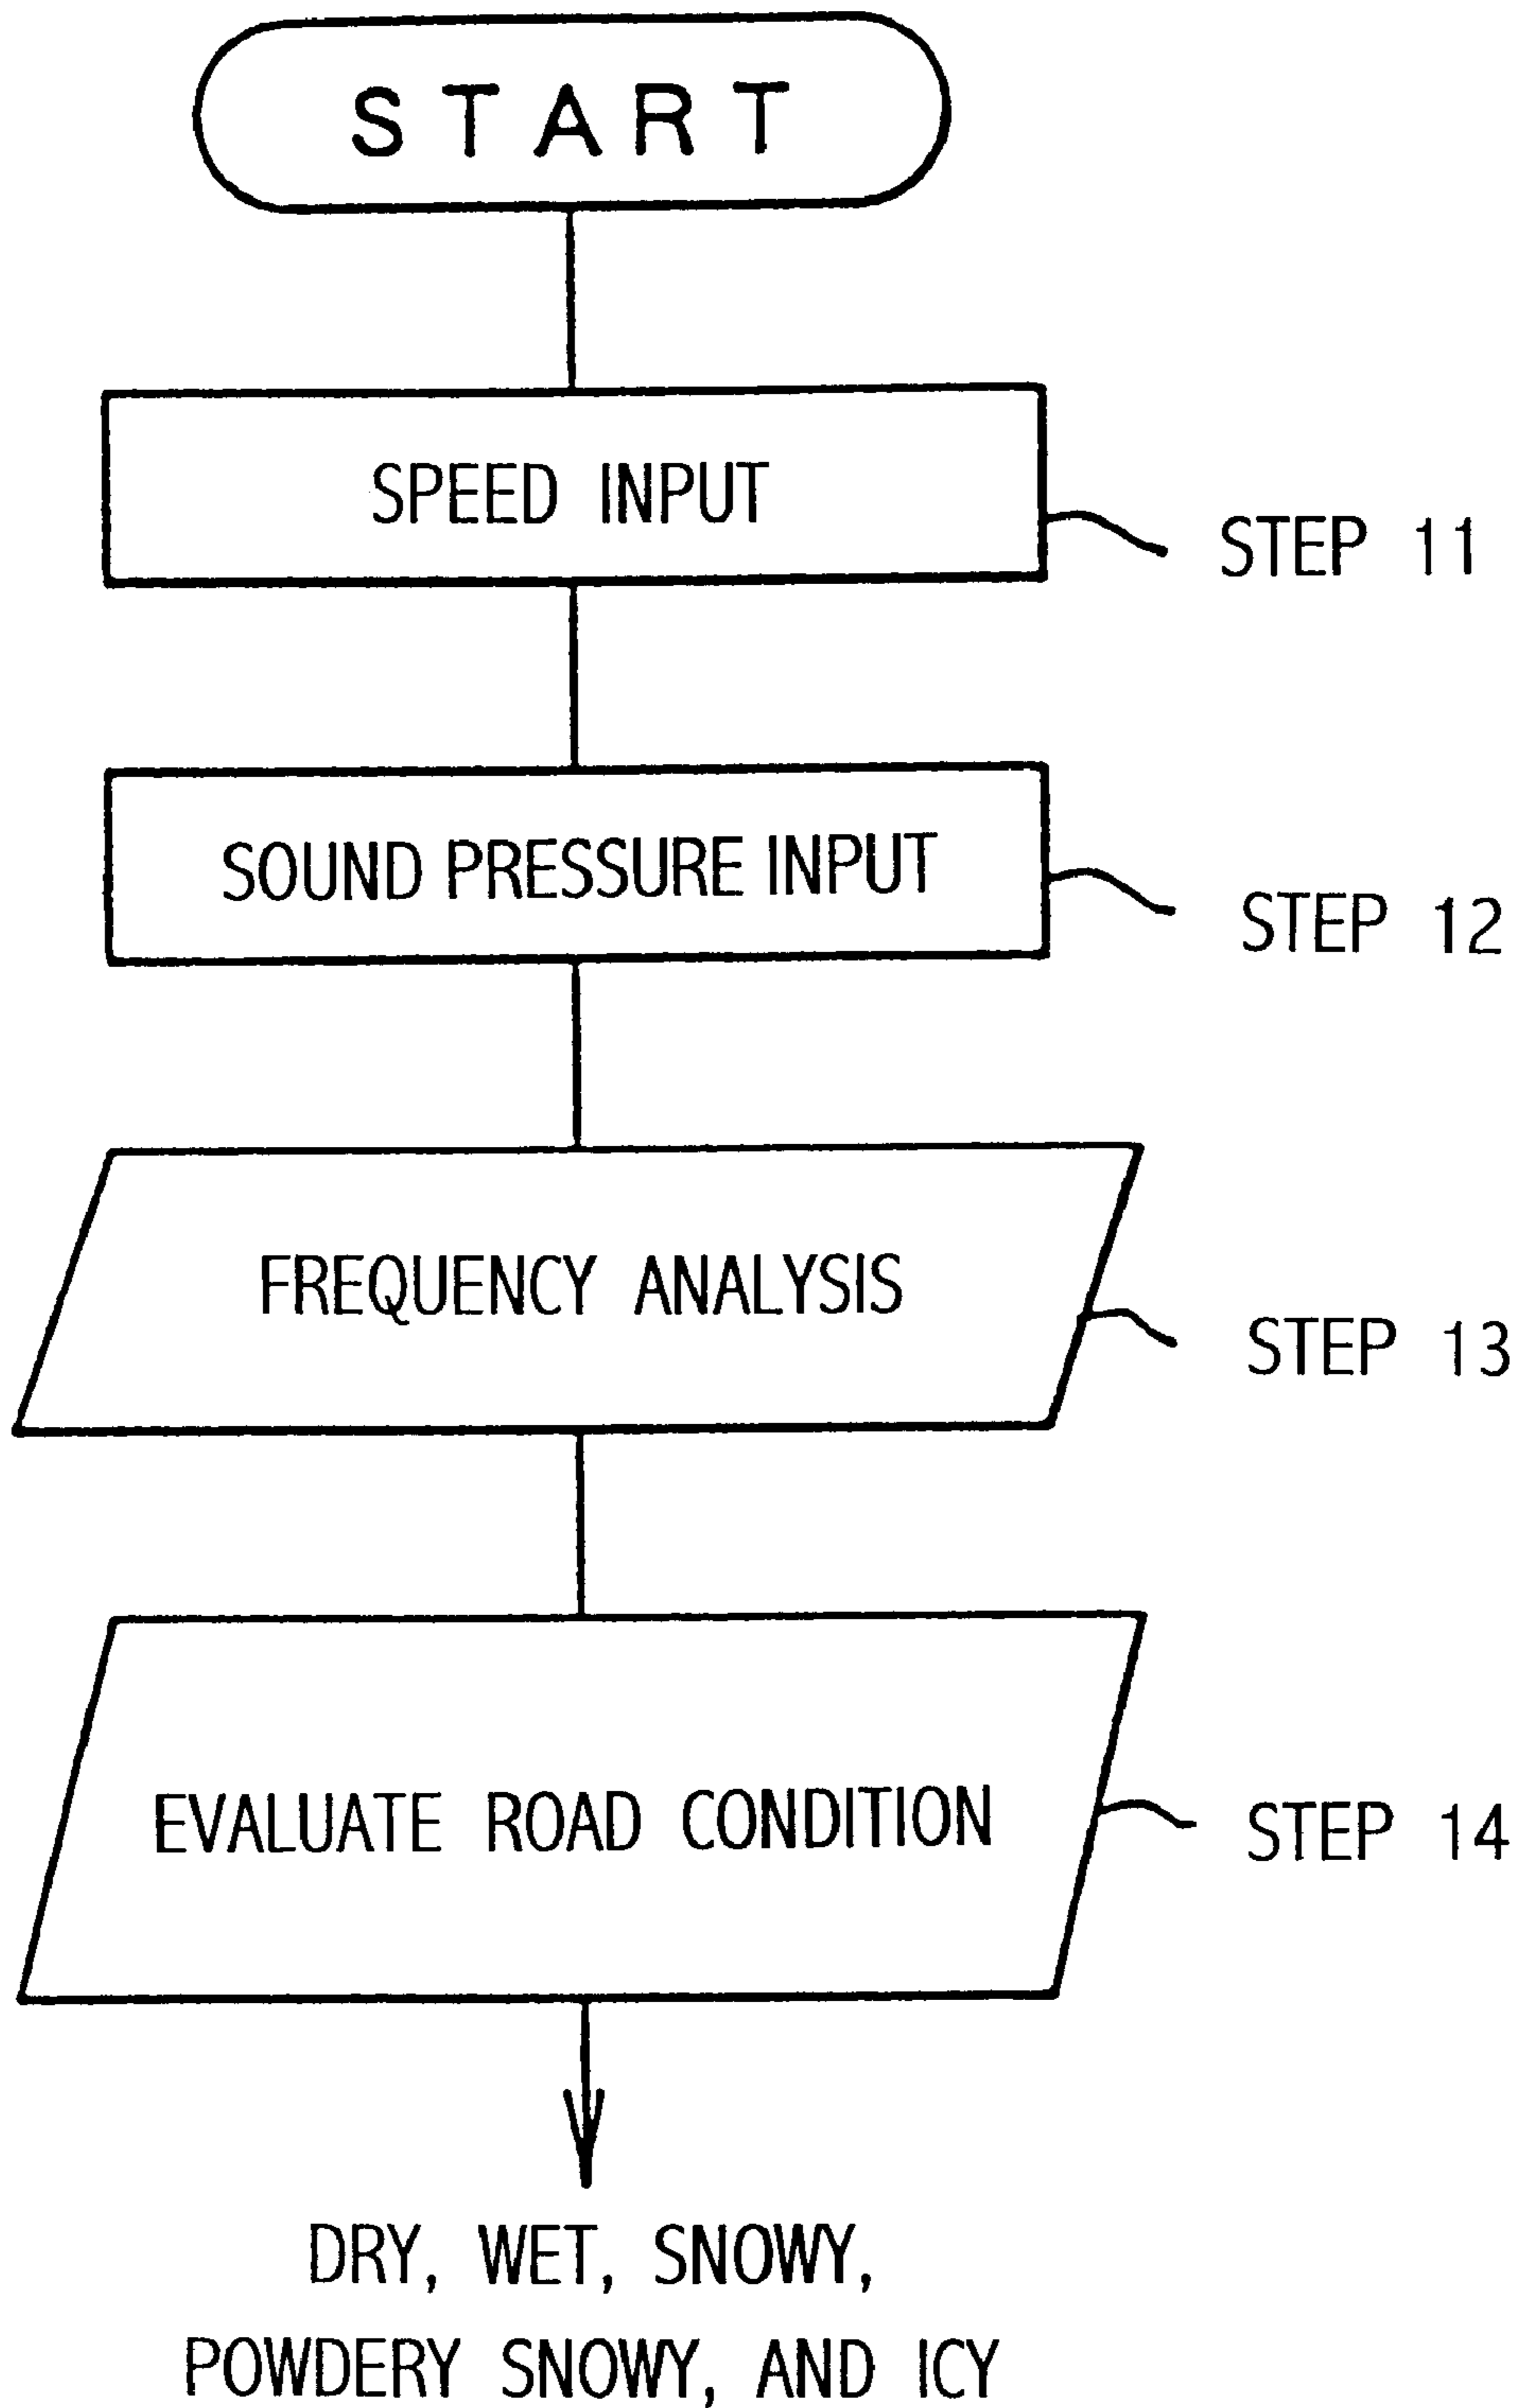 START
SPEED INPUT
STEP 11
SOUND PRESSURE INPUT
STEP 12
FREQUENCY ANALYSIS
STEP 13
EVALUATE ROAD CONDITION
STEP 14
DRY, WET, SNOWY,
POWDERY SNOWY, AND ICY